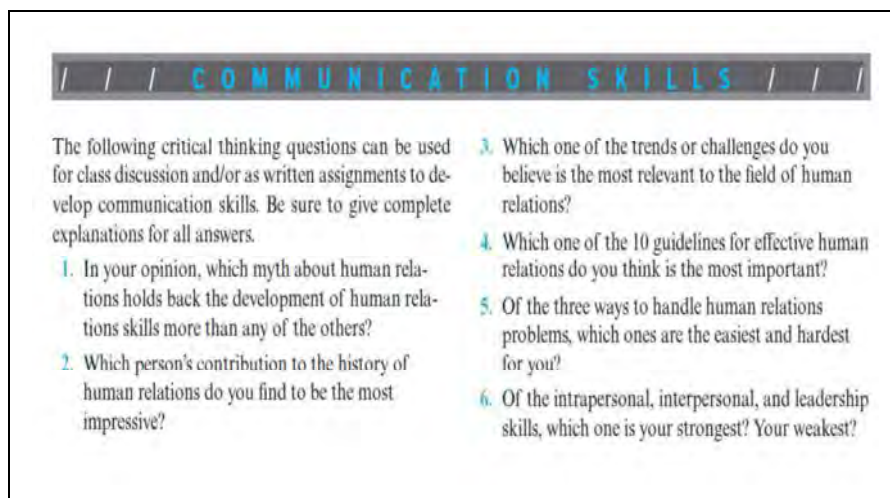 / / / COMMUNICATION SKILLS / / /
The following critical thinking questions can be used
for class discussion and/or as written assignments to de-
velop communication skills. Be sure to give complete
explanations for all answers.
1. In your opinion, which myth about human rela-
tions holds back the development of human rela-
tions skills more than any of the others?
2. Which person's contribution to the history of
human relations do you find to be the most
impressive?
3. Which one of the trends or challenges do you
believe is the most relevant to the field of human
relations?
4. Which one of the 10 guidelines for effective human
relations do you think is the most important?
5. Of the three ways to handle human relations
problems, which ones are the easiest and hardest
for you?
6. Of the intrapersonal, interpersonal, and leadership
skills, which one is your strongest? Your weakest?